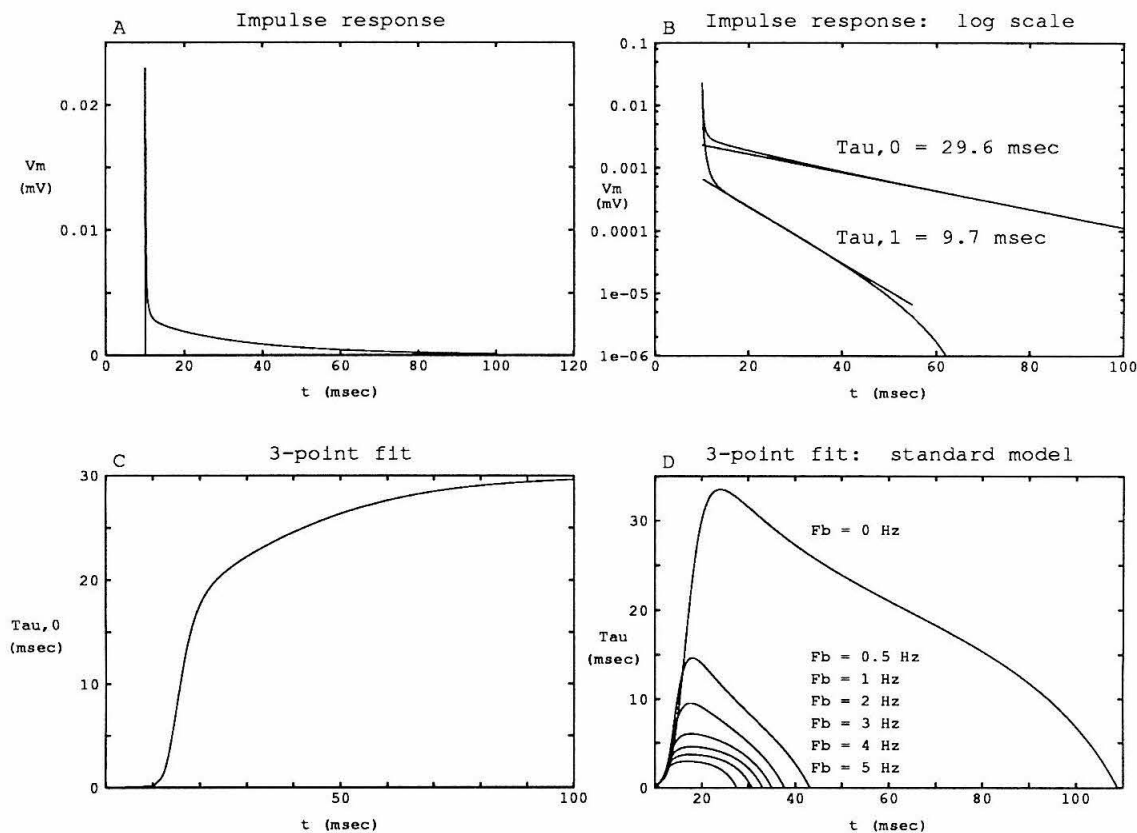 A
Impulse response
0.02
Vm
(mV)
0.01
0
0 20 40 60 80 100 120
t (msec)
B
Impulse response: log scale
0.1
0.01
0.001
Vm
(mV)
0.0001
1e-05
1e-06
Tau,0 = 29.6 msec
Tau,1 = 9.7 msec
0 20 40 60 80 100
t (msec)
C
3-point fit
30
20
Tau,0
(msec)
10
0
50 100
t (msec)
D
3-point fit: standard model
30
20
Tau
(msec)
10
0
Fb = 0 Hz
Fb = 0.5 Hz
Fb = 1 Hz
Fb = 2 Hz
Fb = 3 Hz
Fb = 4 Hz
Fb = 5 Hz
20 40 60 80 100
t (msec)